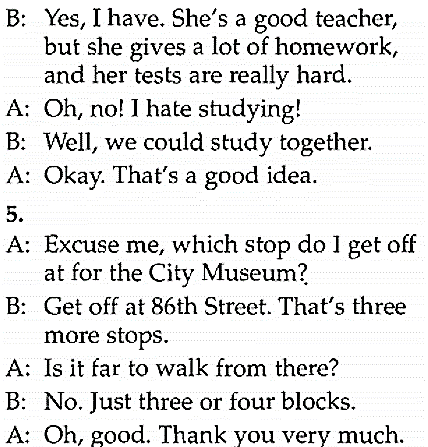 B: Yes, I have. She's a good teacher,
but she gives a lot of homework,
and her tests are really hard.
A: Oh, no! I hate studying!
B: Well, we could study together.
A: Okay. That's a good idea.
5.
A: Excuse me, which stop do I get off
at for the City Museum?
B: Get off at 86th Street. That's three
more stops.
A: Is it far to walk from there?
B: No. Just three or four blocks.
A: Oh, good. Thank you very much.